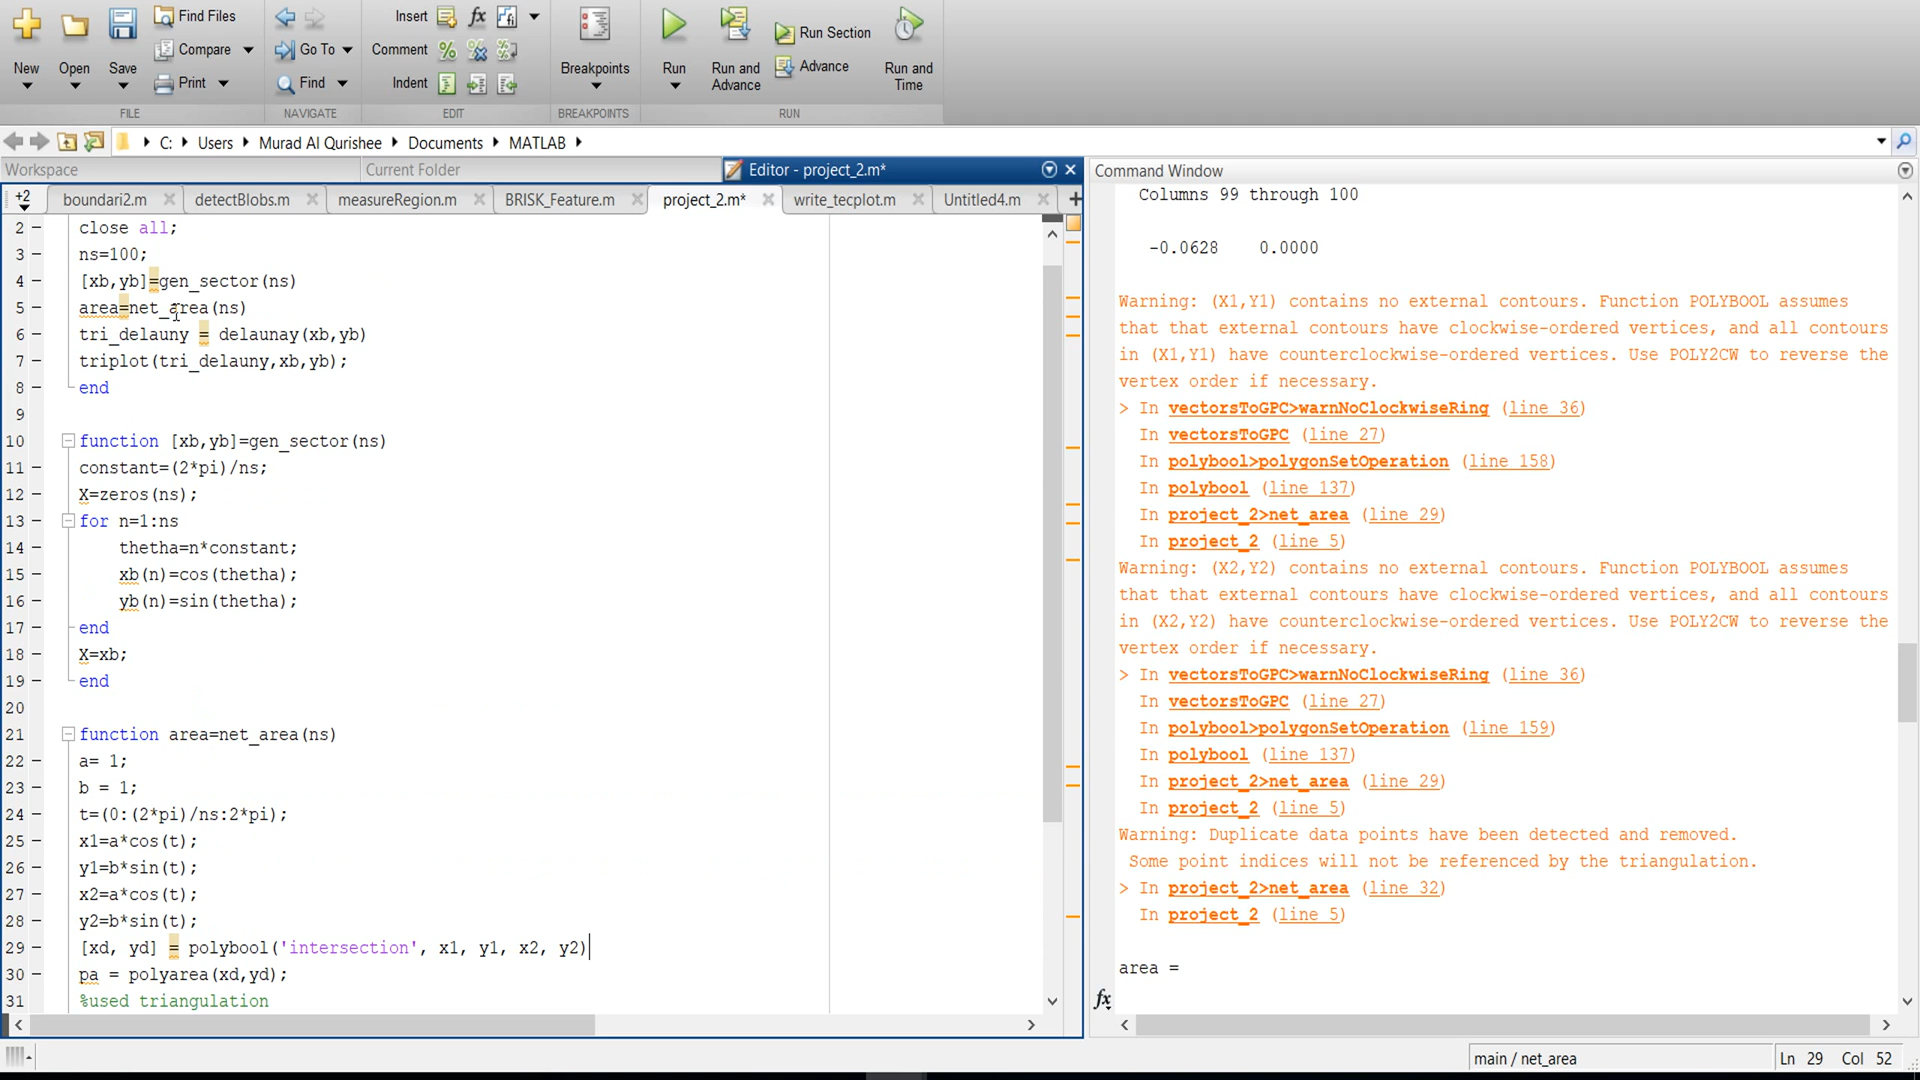 New
Open
Save
Find Files
Compare
Print
FILE
Go To
Find
NAVIGATE
Insert fx
Comment %
Indent
EDIT
Breakpoints
BREAKPOINTS
Run
Run and
Advance
Run Section
Advance
Run and
Time
RUN
C: Users Murad Al Qurishee Documents MATLAB
Workspace
Current Folder
Editor - project_2.m*
+2 boundari2.m detectBlobs.m measureRegion.m BRISK_Feature.m project_2.m* write_tecplot.m Untitled4.m
2 – close all;
3 – ns=100;
4 – [xb,yb]=gen_sector(ns)
5 – area=net_area(ns)
6 – tri_delauny = delaunay(xb,yb)
7 – triplot(tri_delauny,xb,yb);
8 – end
9
10 function [xb,yb]=gen_sector(ns)
11 – constant=(2*pi)/ns;
12 – X=zeros(ns);
13 – for n=1:ns
14 – thetha=n*constant;
15 – xb(n)=cos(thetha);
16 – yb(n)=sin(thetha);
17 – end
18 – X=xb;
19 – end
20
21 function area=net_area(ns)
22 – a= 1;
23 – b = 1;
24 – t=(0:(2*pi)/ns:2*pi);
25 – x1=a*cos(t);
26 – y1=b*sin(t);
27 – x2=a*cos(t);
28 – y2=b*sin(t);
29 – [xd, yd] = polybool('intersection', x1, y1, x2, y2)
30 – pa = polyarea(xd,yd);
31 %used triangulation
Command Window
Columns 99 through 100
-0.0628 0.0000
Warning: (X1,Y1) contains no external contours. Function POLYBOOL assumes
that that external contours have clockwise-ordered vertices, and all contours
in (X1,Y1) have counterclockwise-ordered vertices. Use POLY2CW to reverse the
vertex order if necessary.
> In vectorsToGPC>warnNoClockwiseRing (line 36)
In vectorsToGPC (line 27)
In polybool>polygonSetOperation (line 158)
In polybool (line 137)
In project_2>net_area (line 29)
In project_2 (line 5)
Warning: (X2,Y2) contains no external contours. Function POLYBOOL assumes
that that external contours have clockwise-ordered vertices, and all contours
in (X2,Y2) have counterclockwise-ordered vertices. Use POLY2CW to reverse the
vertex order if necessary.
> In vectorsToGPC>warnNoClockwiseRing (line 36)
In vectorsToGPC (line 27)
In polybool>polygonSetOperation (line 159)
In polybool (line 137)
In project_2>net_area (line 29)
In project_2 (line 5)
Warning: Duplicate data points have been detected and removed.
Some point indices will not be referenced by the triangulation.
> In project_2>net_area (line 32)
In project_2 (line 5)
area =
fx
main / net_area
Ln 29 Col 52